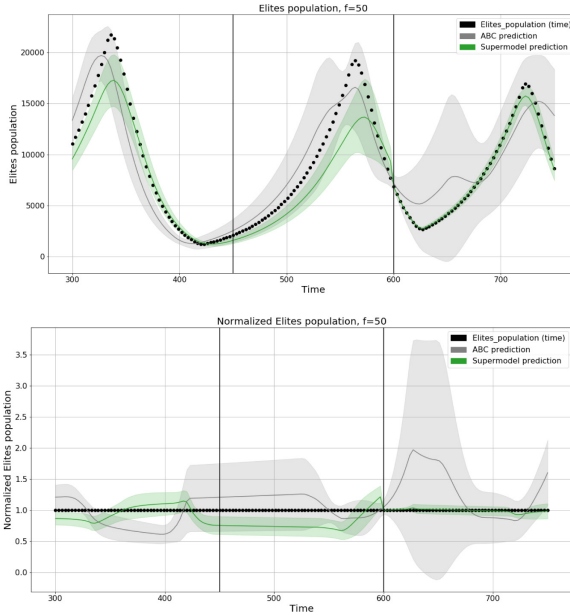 Elites population, f=50
Elites_population (time)
ABC prediction
Supermodel prediction
Elites population
20000
15000
10000
5000
0
300
400
500
600
700
Time
Normalized Elites population, f=50
Elites_population (time)
ABC prediction
Supermodel prediction
Normalized Elites population
3.5
3.0
2.5
2.0
1.5
1.0
0.5
0.0
300
400
500
600
700
Time